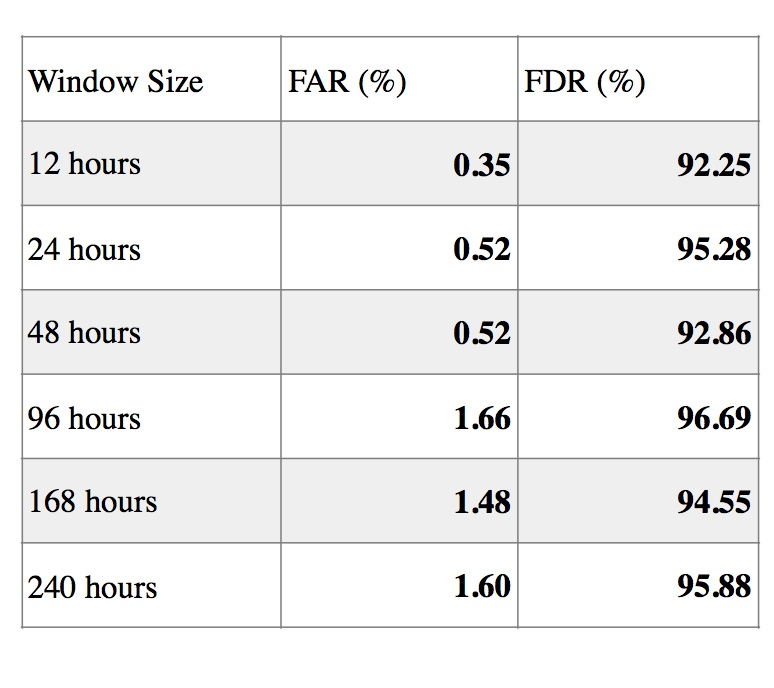 Window Size FAR (%) FDR (%)
12 hours 0.35 92.25
24 hours 0.52 95.28
48 hours 0.52 92.86
96 hours 1.66 96.69
168 hours 1.48 94.55
240 hours 1.60 95.88